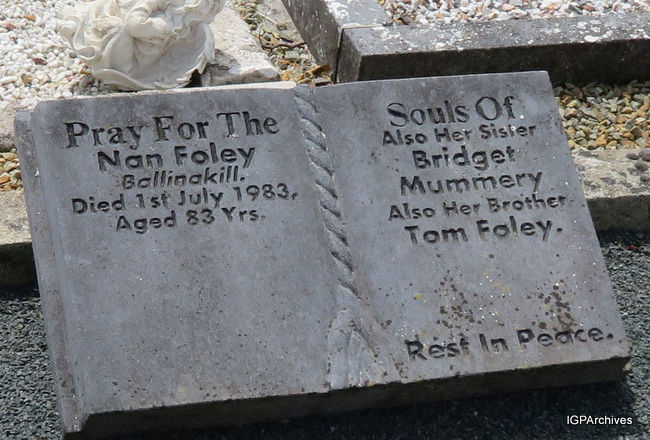 Pray For The
Nan Foley
Ballinakill.
Died 1st July 1983,
Aged 83 Yrs.
Souls Of
Also Her Sister
Bridget
Mummery
Also Her Brother
Tom Foley.
Rest In Peace.
IGPArchives